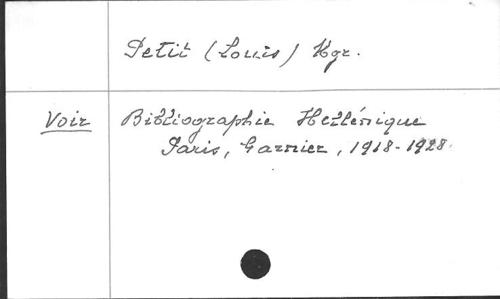 Petit (Louis) Mgr.
Voir Bibliographie Hellénique
Paris, Garnier, 1918-1928.